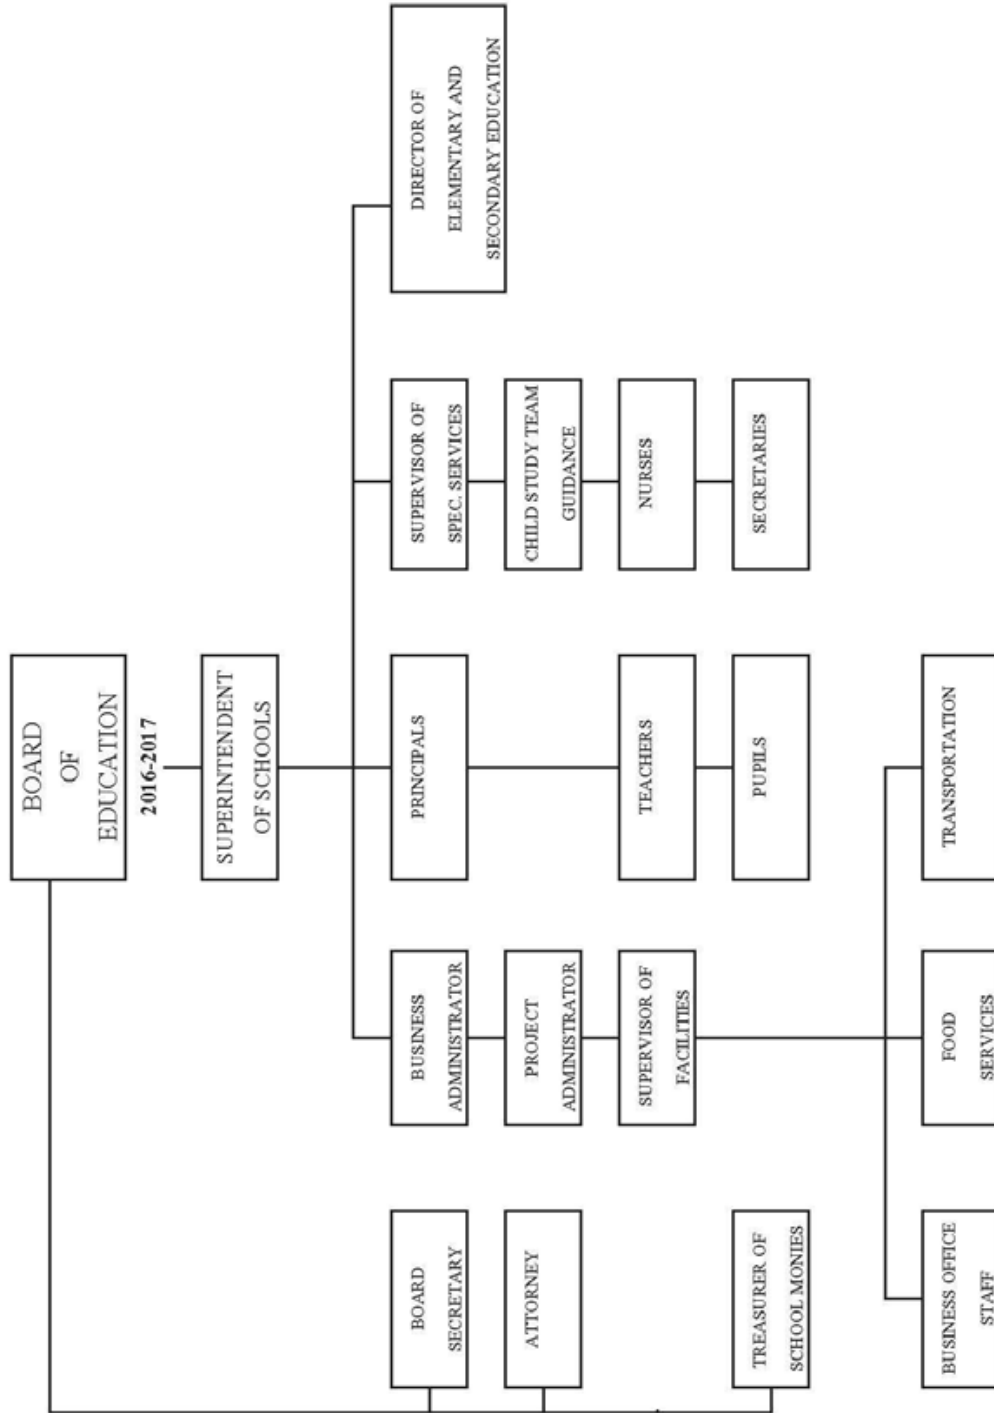 BOARD
OF
EDUCATION
2016-2017
SUPERINTENDENT
OF SCHOOLS
BOARD
SECRETARY
BUSINESS
ADMINISTRATOR
PRINCIPALS
SUPERVISOR OF
SPEC. SERVICES
DIRECTOR OF
ELEMENTARY AND
SECONDARY EDUCATION
ATTORNEY
PROJECT
ADMINISTRATOR
CHILD STUDY TEAM
GUIDANCE
SUPERVISOR OF
FACILITIES
TEACHERS
NURSES
TREASURER OF
SCHOOL MONIES
PUPILS
SECRETARIES
BUSINESS OFFICE
STAFF
FOOD
SERVICES
TRANSPORTATION